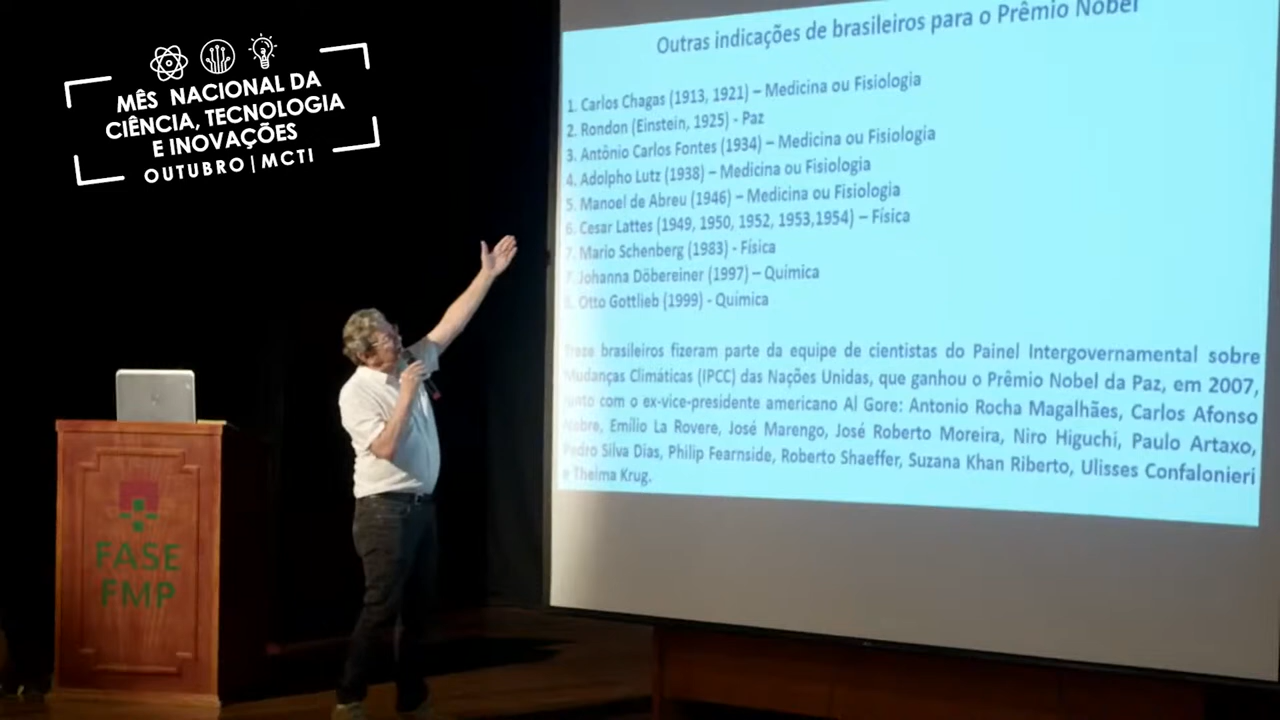 MÊS NACIONAL DA
CIÊNCIA, TECNOLOGIA
E INOVAÇÕES
OUTUBRO | MCTI
Outras indicações de brasileiros para o Prêmio Nobel
1. Carlos Chagas (1913, 1921) – Medicina ou Fisiologia
2. Rondon (Einstein, 1925) - Paz
3. Antônio Carlos Fontes (1934) – Medicina ou Fisiologia
4. Adolpho Lutz (1938) – Medicina ou Fisiologia
5. Manoel de Abreu (1946) – Medicina ou Fisiologia
6. Cesar Lattes (1949, 1950, 1952, 1953,1954) – Física
7. Mario Schenberg (1983) - Física
7. Johanna Döbereiner (1997) – Química
8. Otto Gottlieb (1999) - Química
Treze brasileiros fizeram parte da equipe de cientistas do Painel Intergovernamental sobre
Mudanças Climáticas (IPCC) das Nações Unidas, que ganhou o Prêmio Nobel da Paz, em 2007,
junto com o ex-vice-presidente americano Al Gore: Antonio Rocha Magalhães, Carlos Afonso
Nobre, Emílio La Rovere, José Marengo, José Roberto Moreira, Niro Higuchi, Paulo Artaxo,
Pedro Silva Dias, Philip Fearnside, Roberto Shaeffer, Suzana Khan Riberto, Ulisses Confalonieri
e Thelma Krug.
FASE
FMP